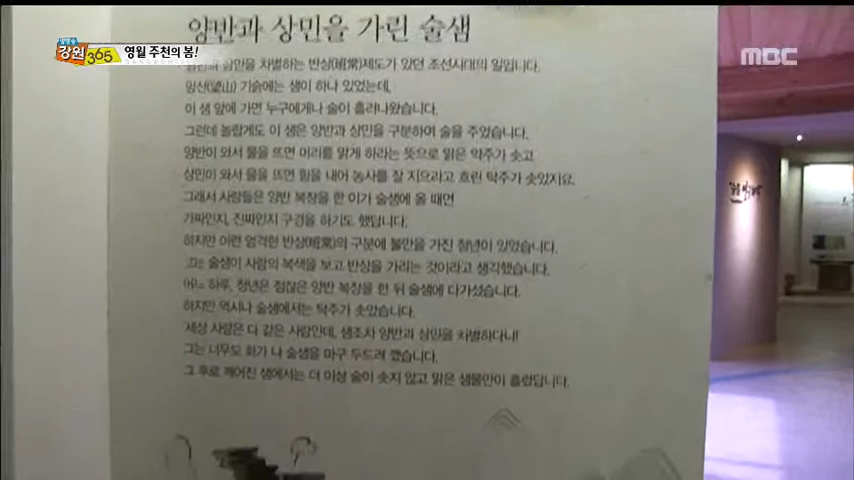 강원365
영월 주천의 봄!
MBC
양반과 상민을 가린 술샘
상민을 차별하는 반상(班常)제도가 있던 조선시대의 일입니다.
망산(望山) 기슭에는 샘이 하나 있었는데,
이 샘 앞에 가면 누구에게나 술이 흘러나왔습니다.
그런데 놀랍게도 이 샘은 양반과 상민을 구분하여 술을 주었습니다.
양반이 와서 물을 뜨면 머리를 맑게 하라는 뜻으로 맑은 약주가 솟고
상민이 와서 물을 뜨면 힘을 내어 농사를 잘 지으라고 흐린 탁주가 솟았지요.
그래서 사람들은 양반 복장을 한 이가 술샘에 올 때면
가짜인지, 진짜인지 구경을 하기도 했답니다.
하지만 이런 엄격한 반상(班常)의 구분에 불만을 가진 청년이 있었습니다.
그는 술샘이 사람의 복색을 보고 반상을 가리는 것이라고 생각했습니다.
어느 하루, 청년은 점잖은 양반 복장을 한 뒤 술샘에 다가섰습니다.
하지만 역시나 술샘에서는 탁주가 솟았습니다.
'세상 사람은 다 같은 사람인데, 샘조차 양반과 상민을 차별하다니!'
그는 너무도 화가 나 술샘을 마구 두드려 깼습니다.
그 후로 깨어진 샘에서는 더 이상 술이 솟지 않고 맑은 샘물만이 흘렀답니다.